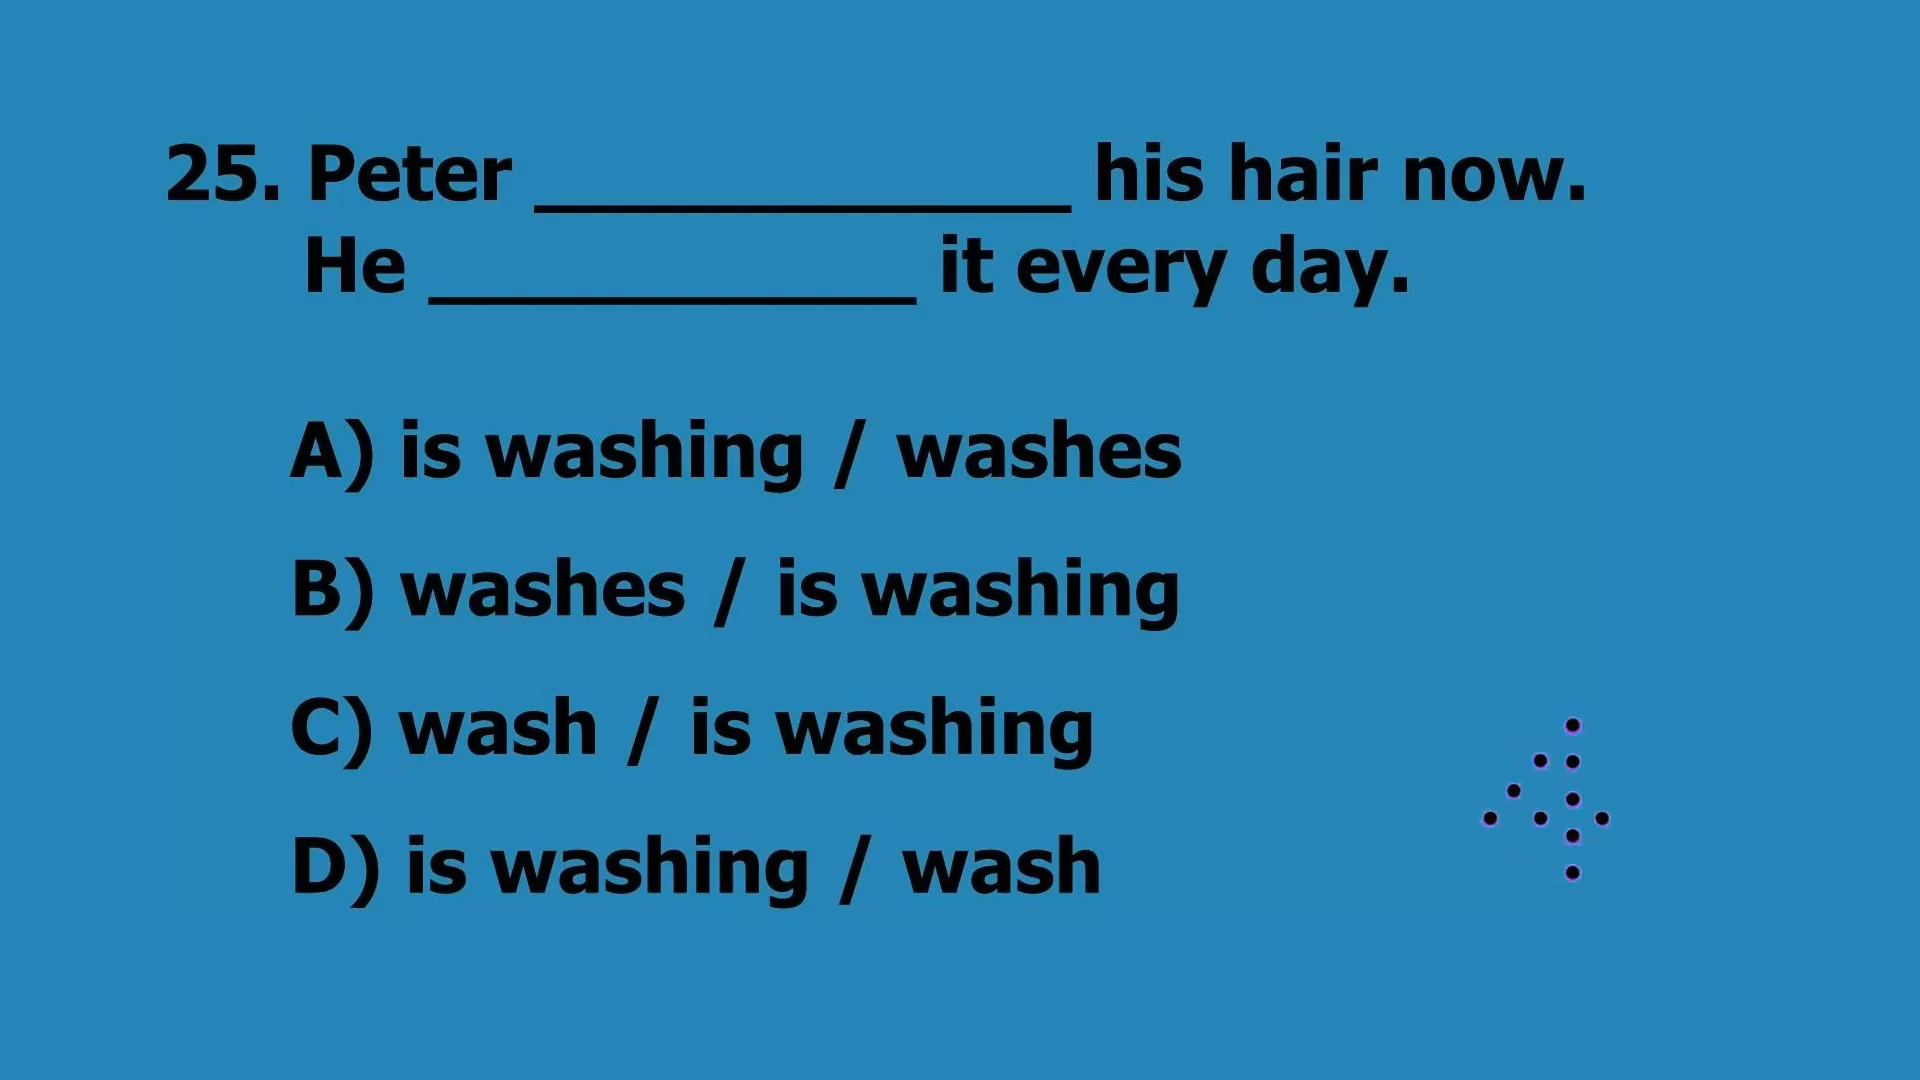 25. Peter ______________ his hair now.
He _____________ it every day.
A) is washing / washes
B) washes / is washing
C) wash / is washing
D) is washing / wash
4